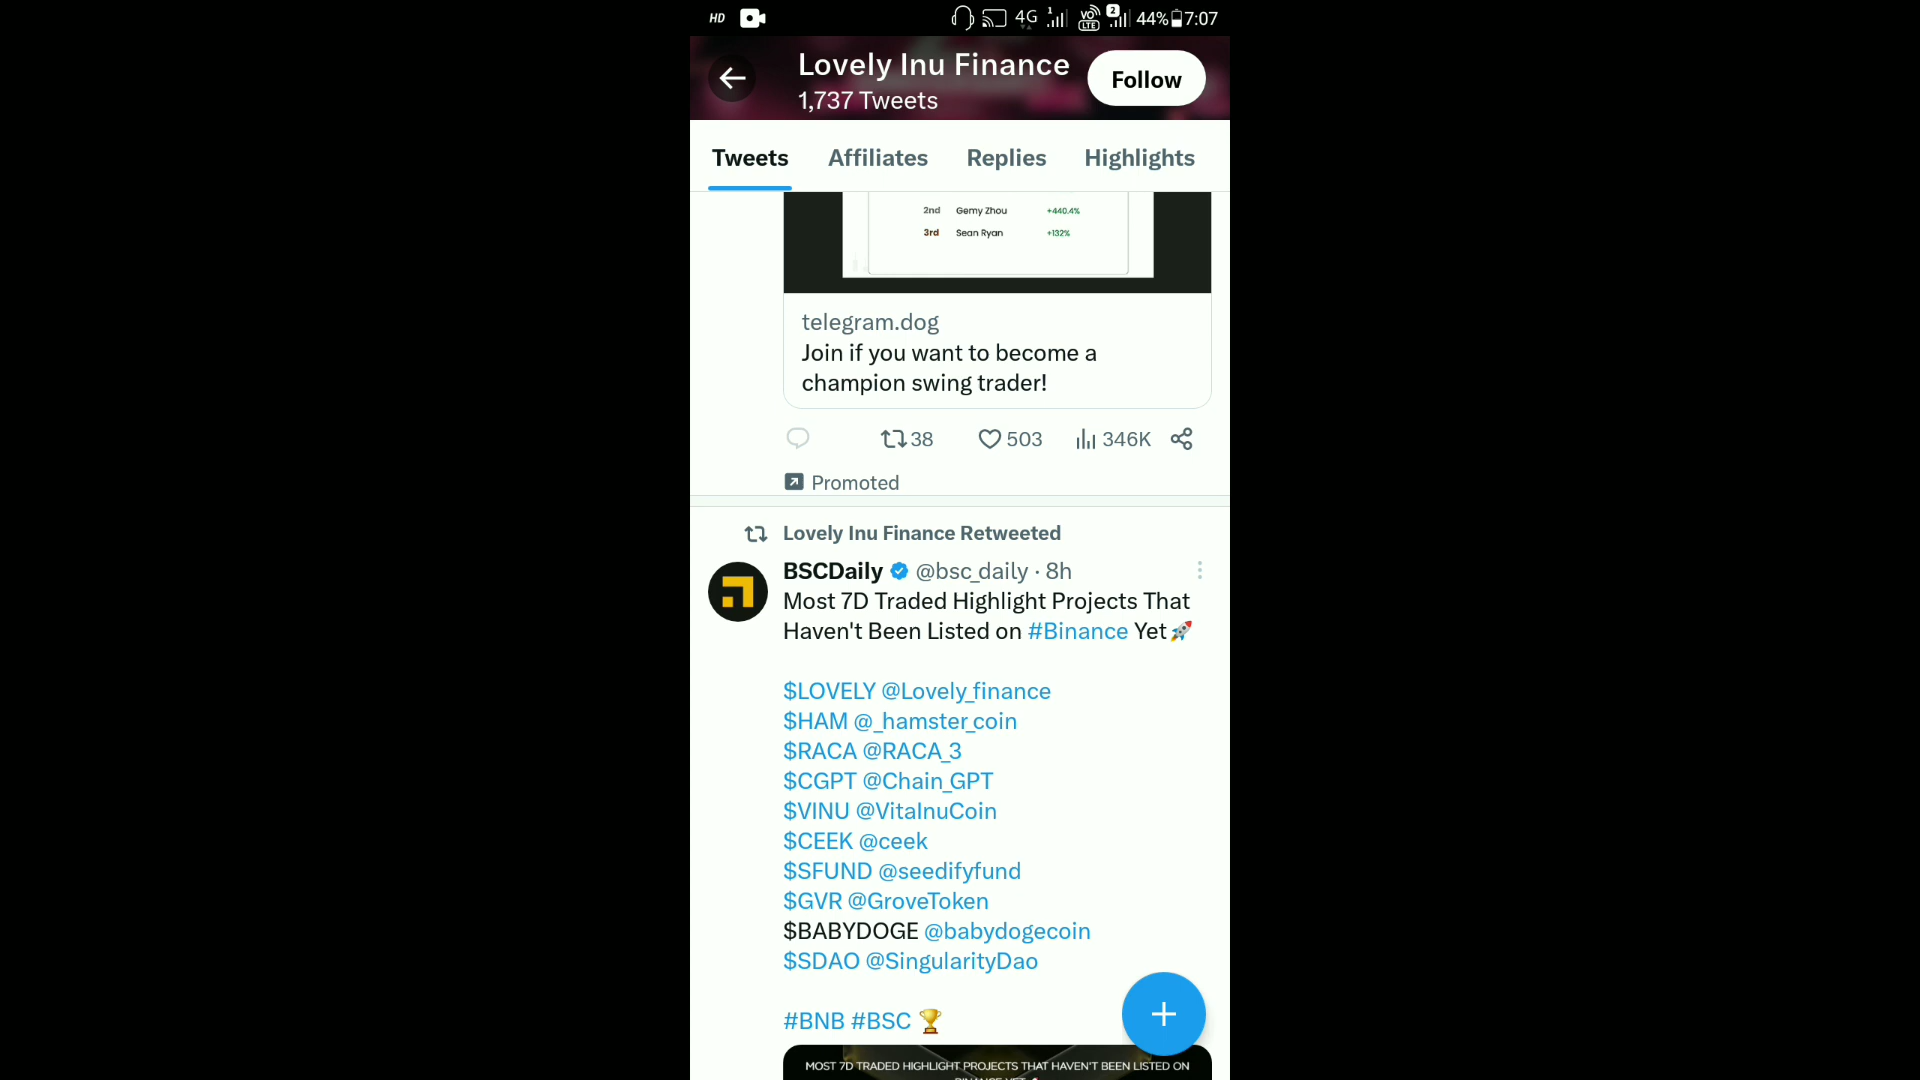 HD 4G 1 VO LTE 2 44% 7:07
Lovely Inu Finance
1,737 Tweets
Follow
Tweets Affiliates Replies Highlights
2nd Gemy Zhou +440.4%
3rd Sean Ryan +132%
telegram.dog
Join if you want to become a
champion swing trader!
38 503 346K
Promoted
Lovely Inu Finance Retweeted
BSCDaily @bsc_daily · 8h
Most 7D Traded Highlight Projects That
Haven't Been Listed on #Binance Yet🚀
$LOVELY @Lovely_finance
$HAM @_hamster_coin
$RACA @RACA_3
$CGPT @Chain_GPT
$VINU @VitaInuCoin
$CEEK @ceek
$SFUND @seedifyfund
$GVR @GroveToken
$BABYDOGE @babydogecoin
$SDAO @SingularityDao
#BNB #BSC 🏆
MOST 7D TRADED HIGHLIGHT PROJECTS THAT HAVEN'T BEEN LISTED ON